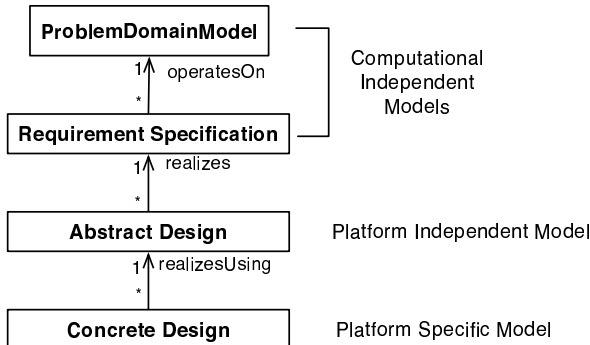 ProblemDomainModel
1 operatesOn
*
Computational
Independent
Models
Requirement Specification
1 realizes
*
Abstract Design
Platform Independent Model
1 realizesUsing
*
Concrete Design
Platform Specific Model